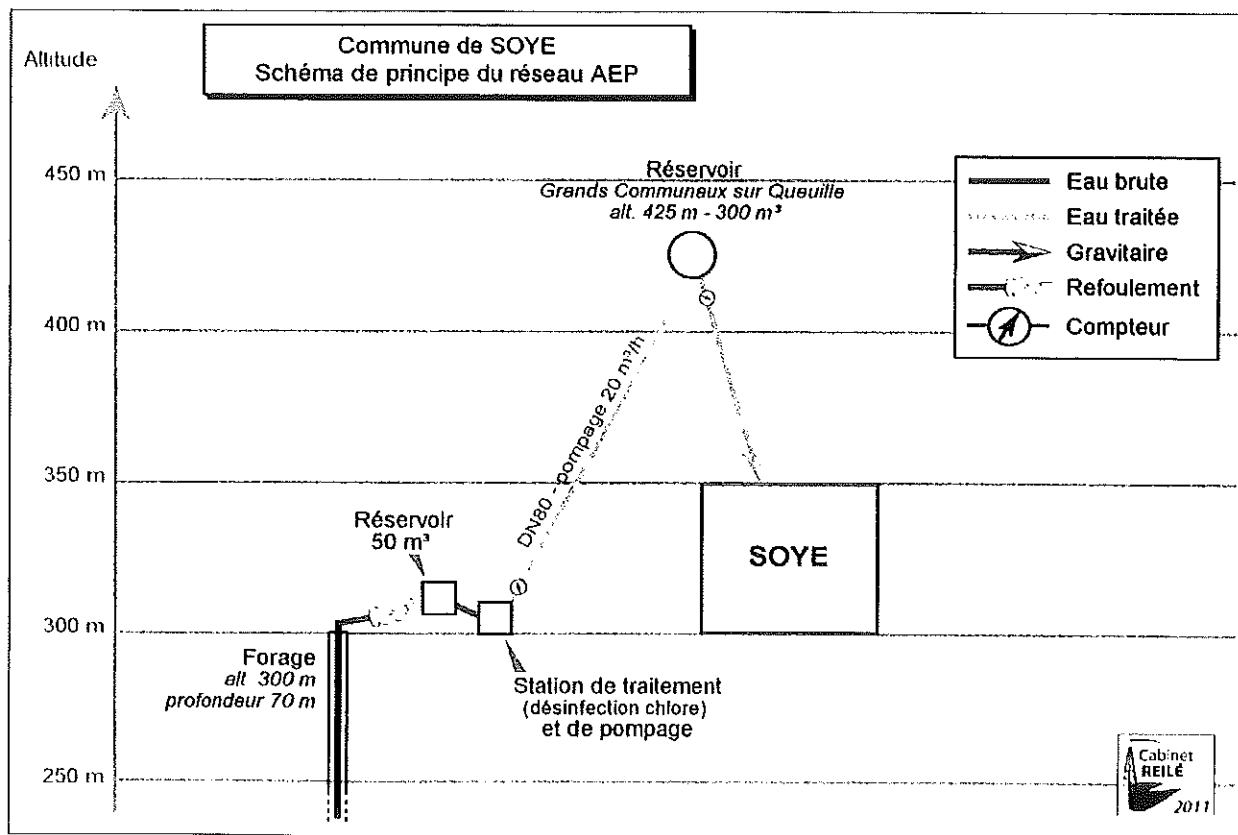 Commune de SOYE
Schéma de principe du réseau AEP
Altitude
450 m
400 m
350 m
300 m
250 m
Réservoir
Grands Communaux sur Queuille
alt. 425 m - 300 m³
Eau brute
Eau traitée
Gravitaire
Refoulement
Compteur
DN80 - pompage 20 m³/h
Réservoir
50 m³
SOYE
Forage
alt 300 m
profondeur 70 m
Station de traitement
(désinfection chlore)
et de pompage
Cabinet
REILÉ
2011